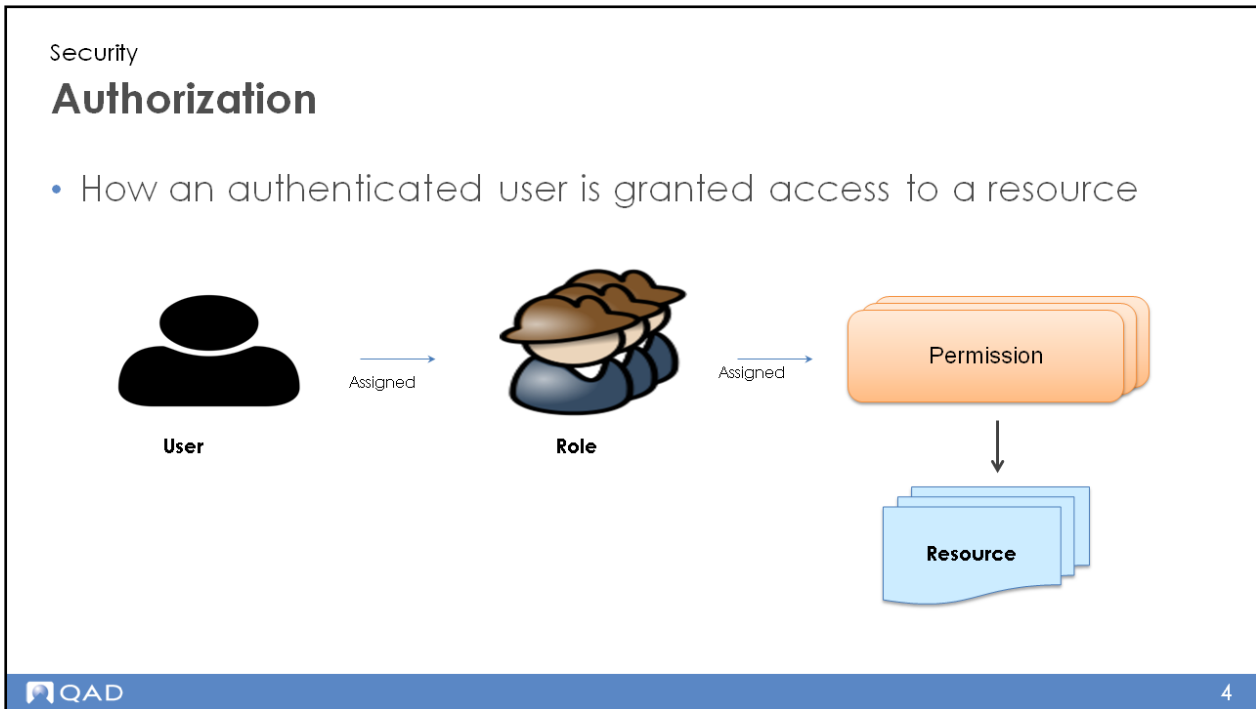 Security
Authorization
• How an authenticated user is granted access to a resource
Assigned
Assigned
Permission
User
Role
Resource
QAD
4